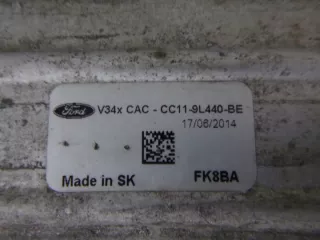 Ford V34x CAC - CC11-9L440-BE
17/06/2014
Made in SK FK8BA